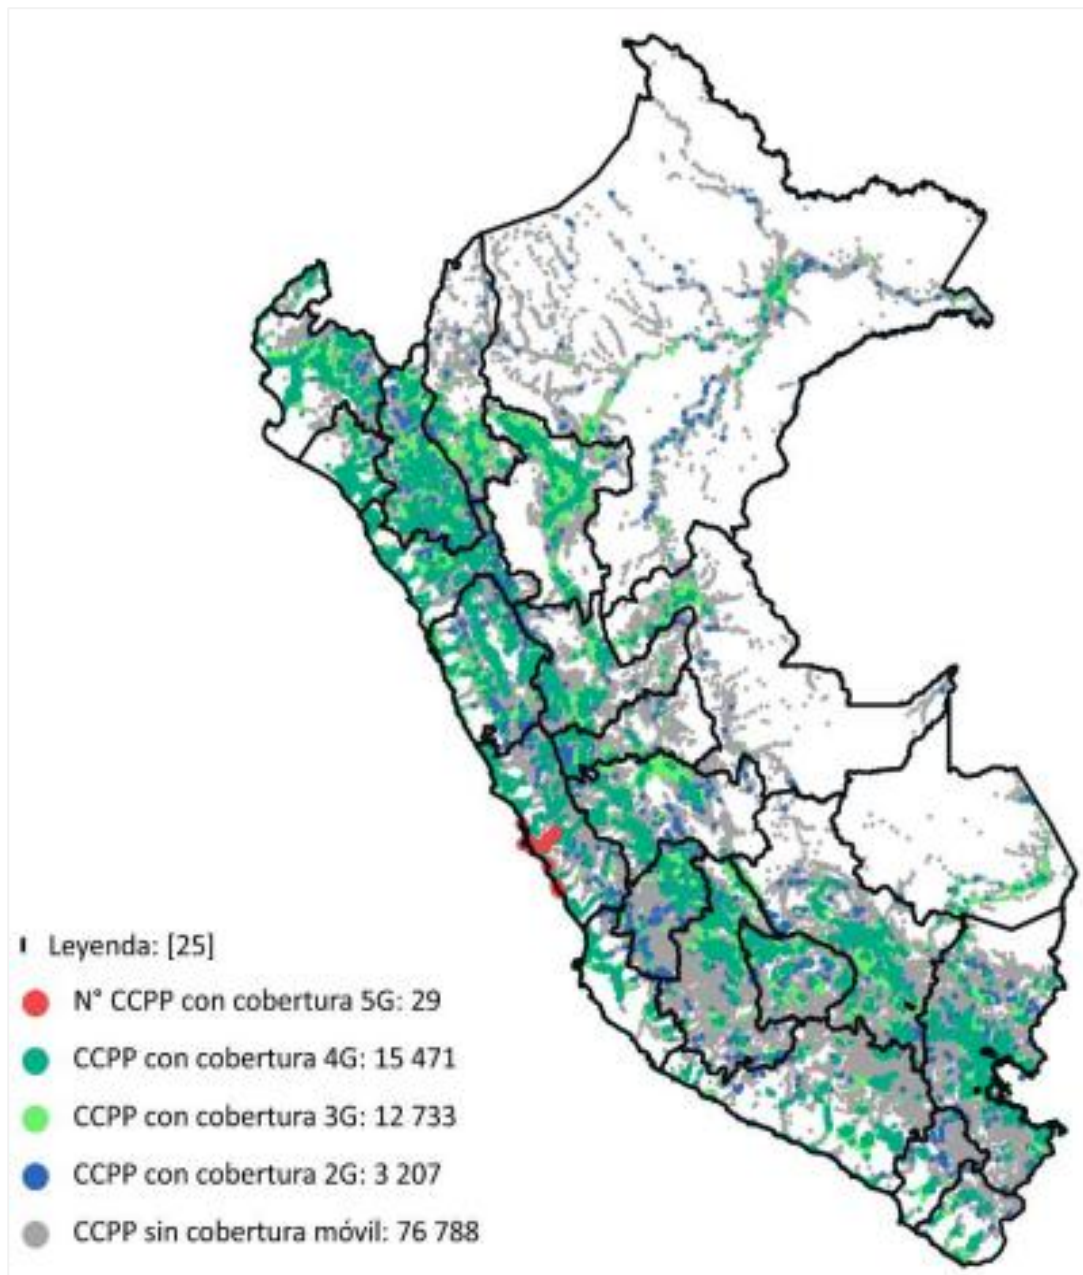 Leyenda: [25]
N° CCPP con cobertura 5G: 29
CCPP con cobertura 4G: 15 471
CCPP con cobertura 3G: 12 733
CCPP con cobertura 2G: 3 207
CCPP sin cobertura móvil: 76 788